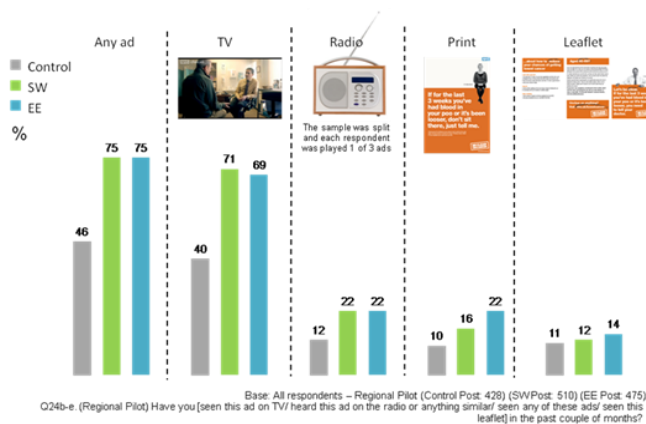 Any ad
TV
Radio
Print
Leaflet
Control
SW
EE
%
The sample was split
and each respondent
was played 1 of 3 ads
NHS
If for the last
3 weeks you've
had blood in
your poo or it's been
looser, don't sit
there, just tell me.
75 75
46
71
69
40
12
22 22
10
16
22
11 12
14
Base: All respondents – Regional Pilot (Control Post: 428) (SWPost: 510) (EE Post: 475)
Q24b-e. (Regional Pilot) Have you [seen this ad on TV/ heard this ad on the radio or anything similar/ seen any of these ads/ seen this
leaflet] in the past couple of months?